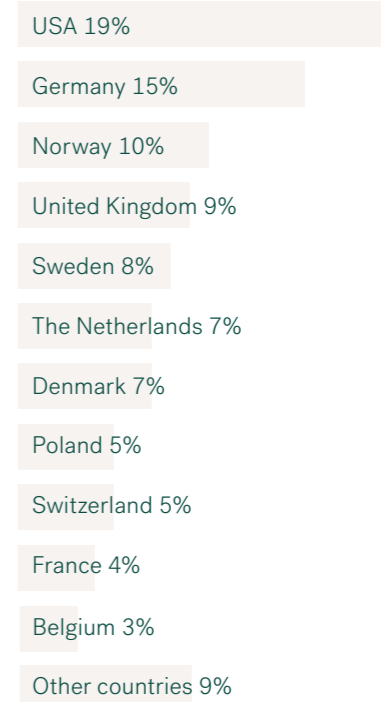 USA 19%
Germany 15%
Norway 10%
United Kingdom 9%
Sweden 8%
The Netherlands 7%
Denmark 7%
Poland 5%
Switzerland 5%
France 4%
Belgium 3%
Other countries 9%